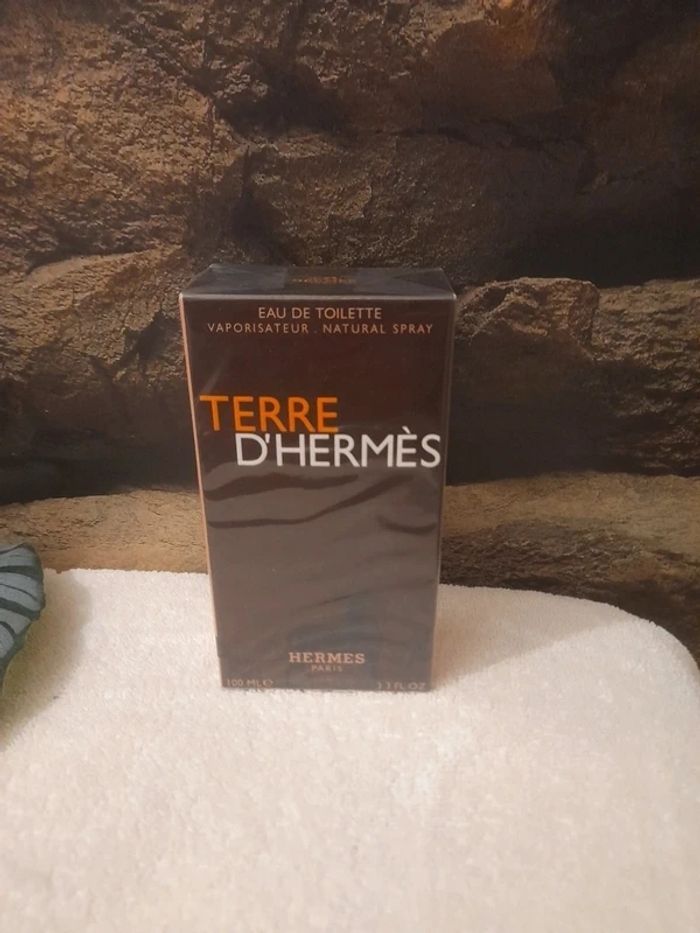 EAU DE TOILETTE
VAPORISATEUR . NATURAL SPRAY
TERRE
D'HERMÈS
HERMES
PARIS
100 ML℮ 3.3 FL.OZ